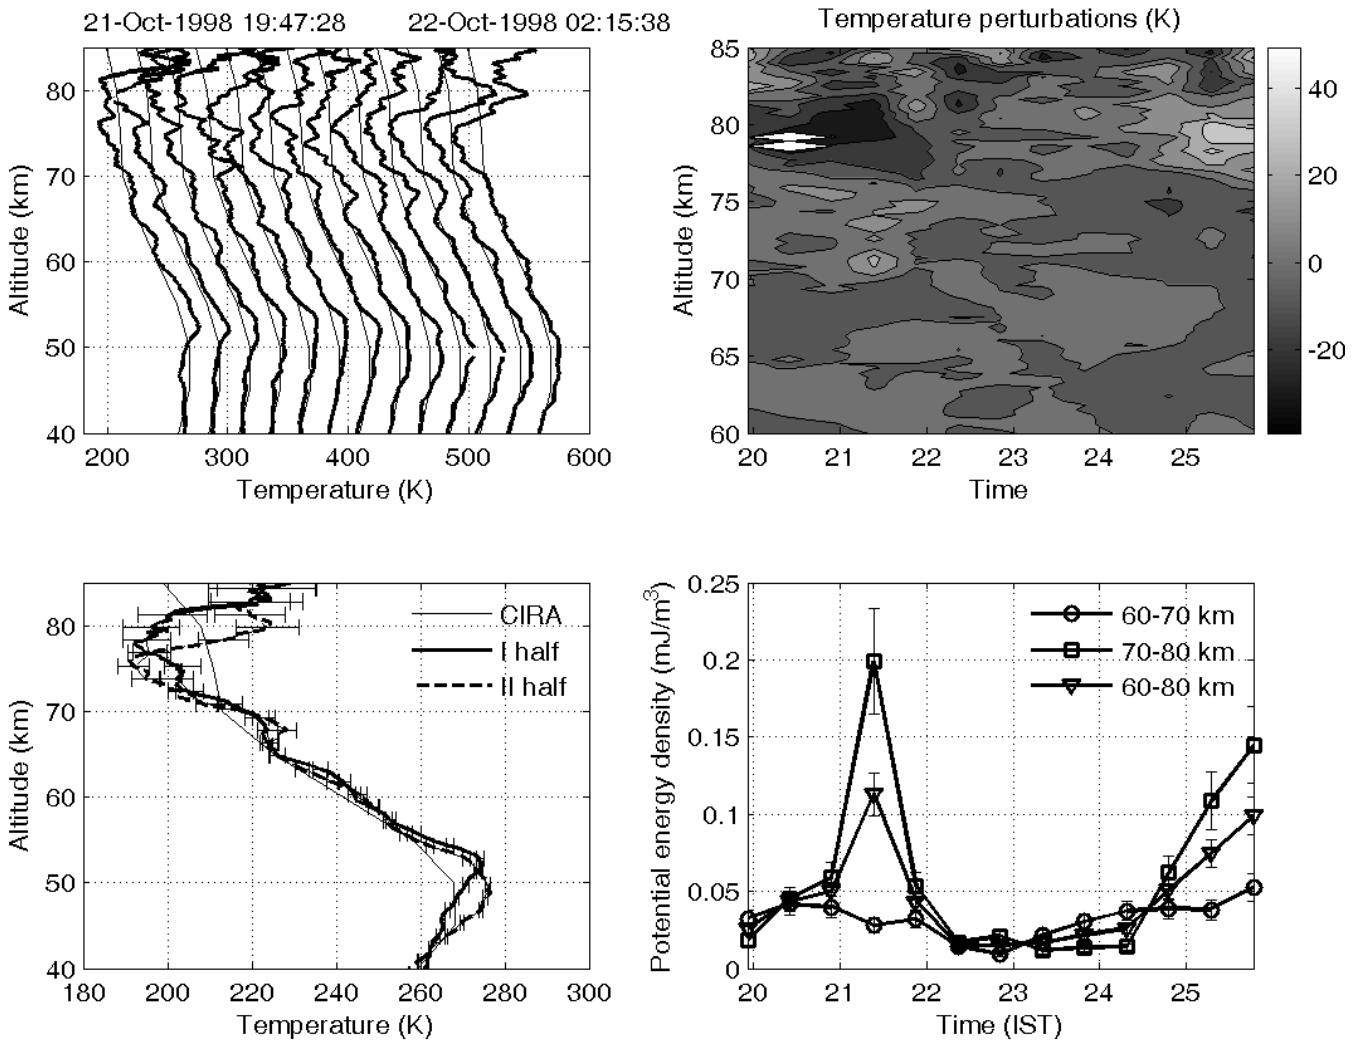 21-Oct-1998 19:47:28
22-Oct-1998 02:15:38
Altitude (km)
80
70
60
50
40
200
300
400
500
600
Temperature (K)
Temperature perturbations (K)
Altitude (km)
85
80
75
70
65
60
20
21
22
23
24
25
Time
40
20
0
-20
Altitude (km)
80
70
60
50
40
180
200
220
240
260
280
300
Temperature (K)
CIRA
I half
II half
Potential energy density (mJ/m³)
0.25
0.2
0.15
0.1
0.05
0
20
21
22
23
24
25
Time (IST)
60-70 km
70-80 km
60-80 km